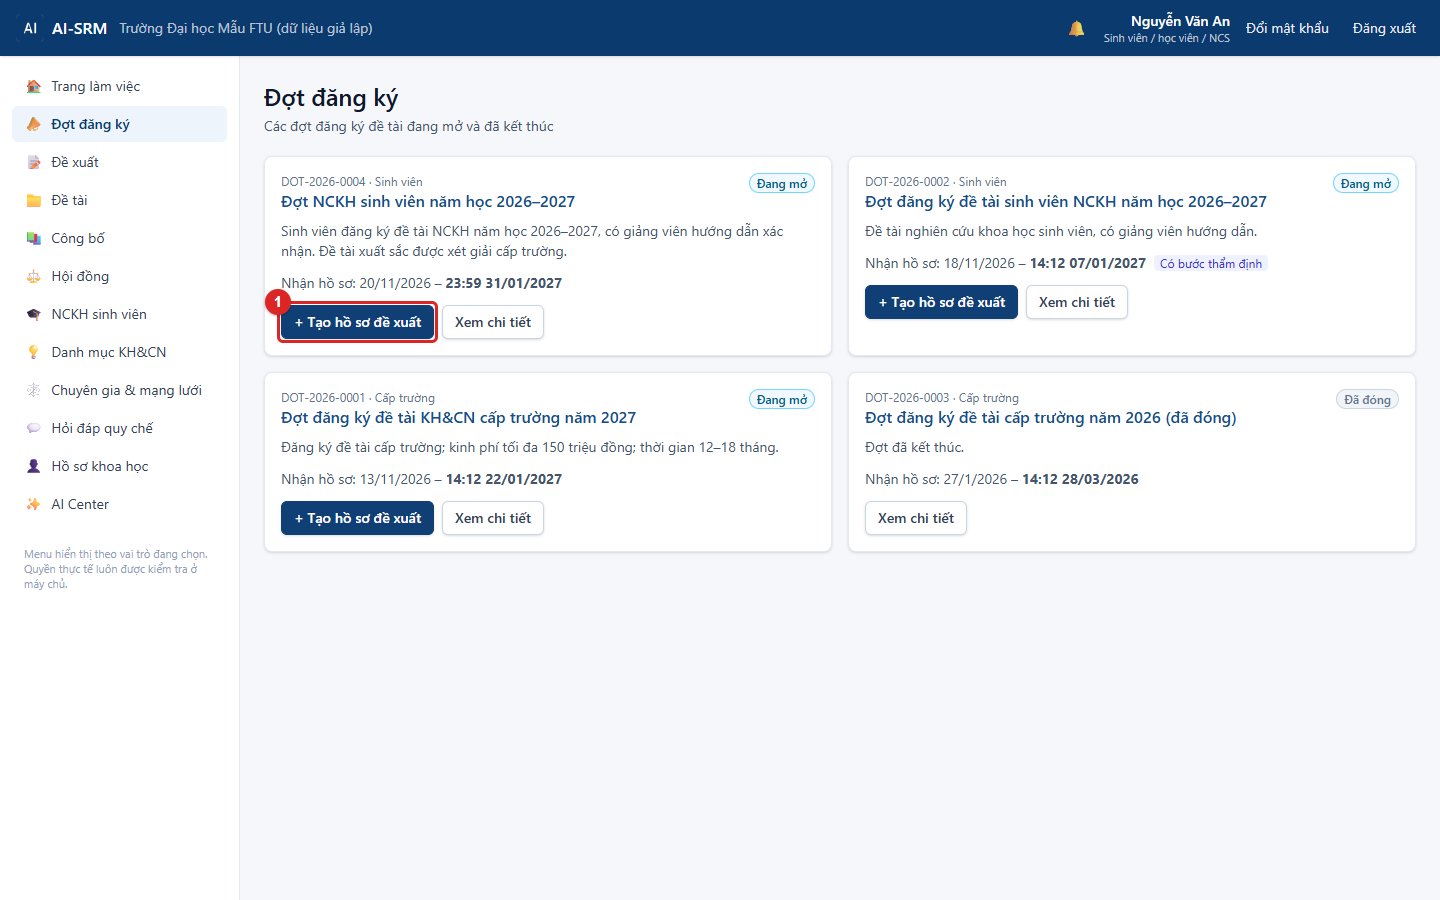 AI AI-SRM Trường Đại học Mẫu FTU (dữ liệu giả lập)
Nguyễn Văn An
Sinh viên / học viên / NCS
Đổi mật khẩu
Đăng xuất
Trang làm việc
Đợt đăng ký
Đề xuất
Đề tài
Công bố
Hội đồng
NCKH sinh viên
Danh mục KH&CN
Chuyên gia & mạng lưới
Hỏi đáp quy chế
Hồ sơ khoa học
AI Center
Menu hiển thị theo vai trò đang chọn.
Quyền thực tế luôn được kiểm tra ở
máy chủ.
Đợt đăng ký
Các đợt đăng ký đề tài đang mở và đã kết thúc
DOT-2026-0004 · Sinh viên
Đang mở
Đợt NCKH sinh viên năm học 2026–2027
Sinh viên đăng ký đề tài NCKH năm học 2026–2027, có giảng viên hướng dẫn xác
nhận. Đề tài xuất sắc được xét giải cấp trường.
Nhận hồ sơ: 20/11/2026 – 23:59 31/01/2027
1
+ Tạo hồ sơ đề xuất
Xem chi tiết
DOT-2026-0002 · Sinh viên
Đang mở
Đợt đăng ký đề tài sinh viên NCKH năm học 2026–2027
Đề tài nghiên cứu khoa học sinh viên, có giảng viên hướng dẫn.
Nhận hồ sơ: 18/11/2026 – 14:12 07/01/2027 Có bước thẩm định
+ Tạo hồ sơ đề xuất
Xem chi tiết
DOT-2026-0001 · Cấp trường
Đang mở
Đợt đăng ký đề tài KH&CN cấp trường năm 2027
Đăng ký đề tài cấp trường; kinh phí tối đa 150 triệu đồng; thời gian 12–18 tháng.
Nhận hồ sơ: 13/11/2026 – 14:12 22/01/2027
+ Tạo hồ sơ đề xuất
Xem chi tiết
DOT-2026-0003 · Cấp trường
Đã đóng
Đợt đăng ký đề tài cấp trường năm 2026 (đã đóng)
Đợt đã kết thúc.
Nhận hồ sơ: 27/1/2026 – 14:12 28/03/2026
Xem chi tiết